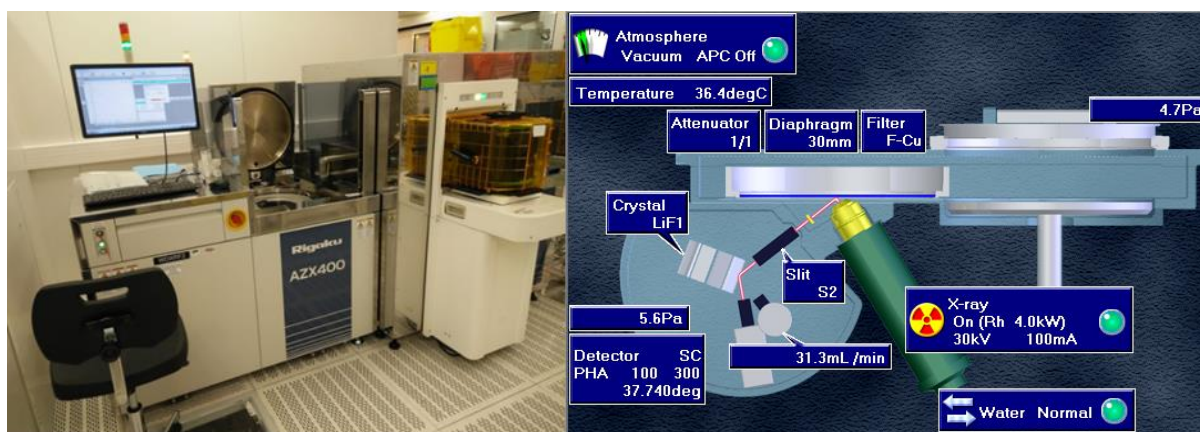 Rigaku
AZX400
Atmosphere
Vacuum APC Off
Temperature 36.4degC
Attenuator
1/1
Diaphragm
30mm
Filter
F-Cu
4.7Pa
Crystal
LiF1
Slit
S2
5.6Pa
X-ray
On (Rh 4.0kW)
30kV 100mA
31.3mL/min
Detector SC
PHA 100 300
37.740deg
Water Normal